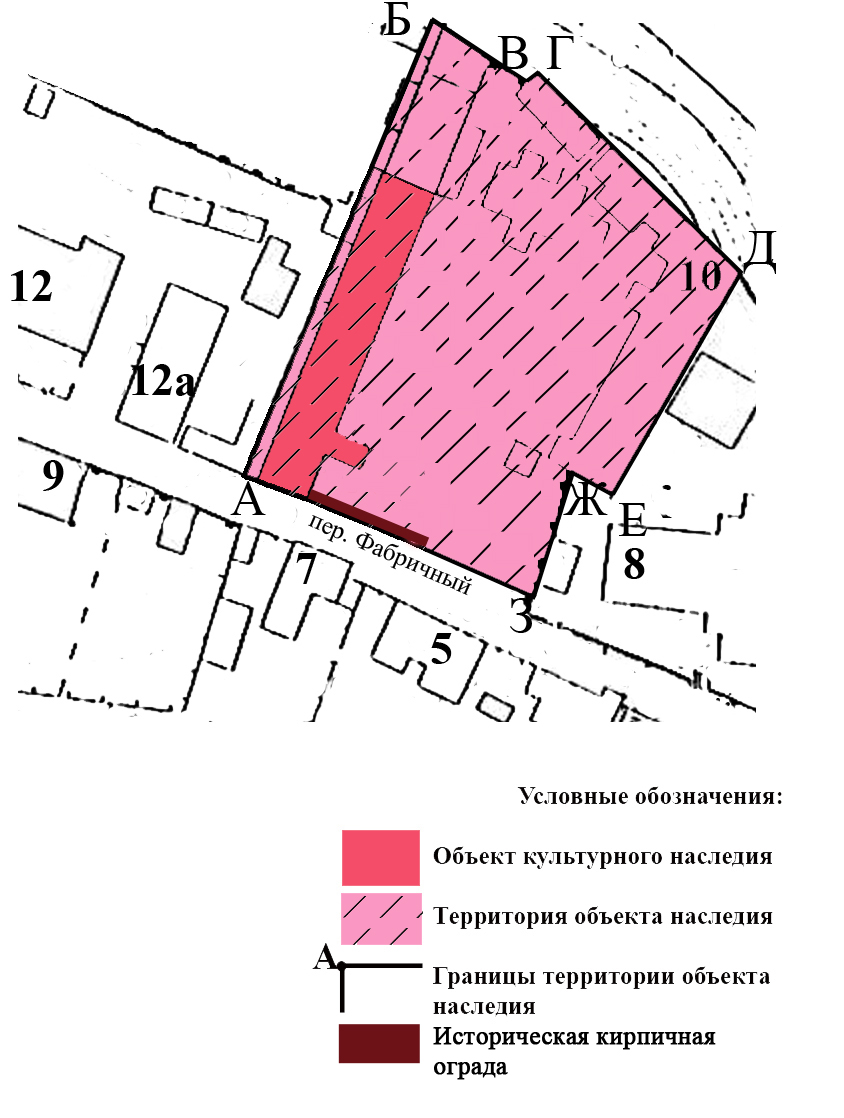 Б
В Г
Д
10
12
12а
9
А
Ж
Е
пер. Фабричный
7
8
З
5
Условные обозначения:
Объект культурного наследия
Территория объекта наследия
А
Границы территории объекта
наследия
Историческая кирпичная
ограда